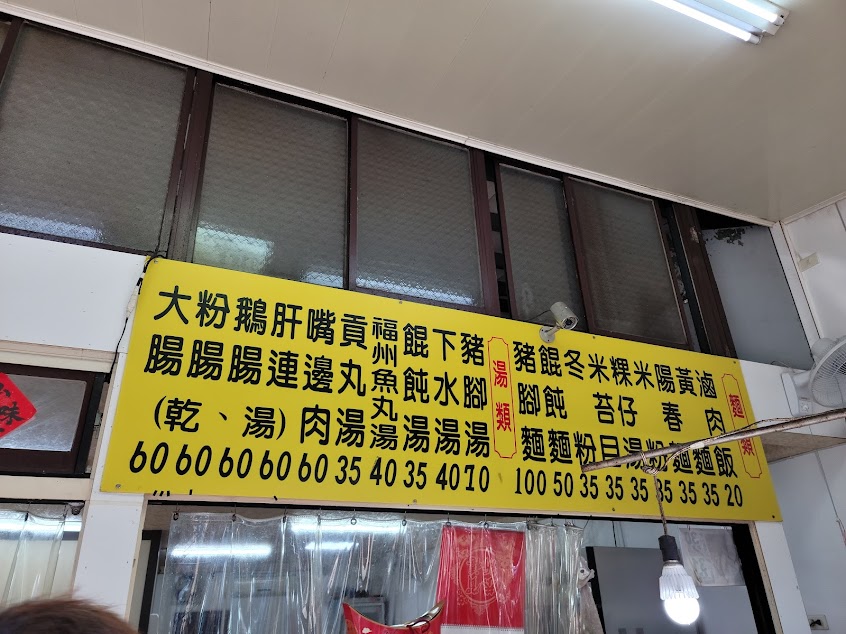 麵類
滷肉飯 20
黃麵 35
陽春麵 35
米粉 35
粿仔湯 35
米苔目 35
冬粉 35
餛飩麵 50
豬腳麵 100
湯類
豬腳湯 70
下水湯 40
餛飩湯 35
福州魚丸湯 40
貢丸湯 35
嘴邊肉 60
肝連 60
鵝腸 60
粉腸 60
大腸 60
(乾、湯)
味